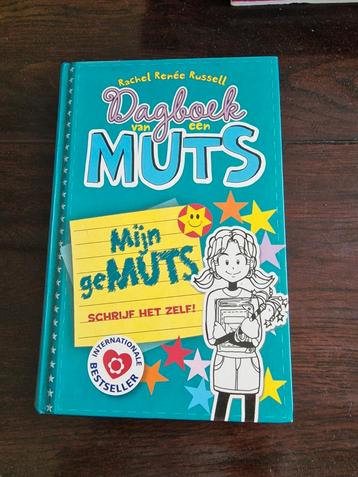 Rachel Renée Russell
Dagboek
van een
MUTS
Mijn
geMUTS
SCHRIJF HET ZELF!
INTERNATIONALE
BESTSELLER